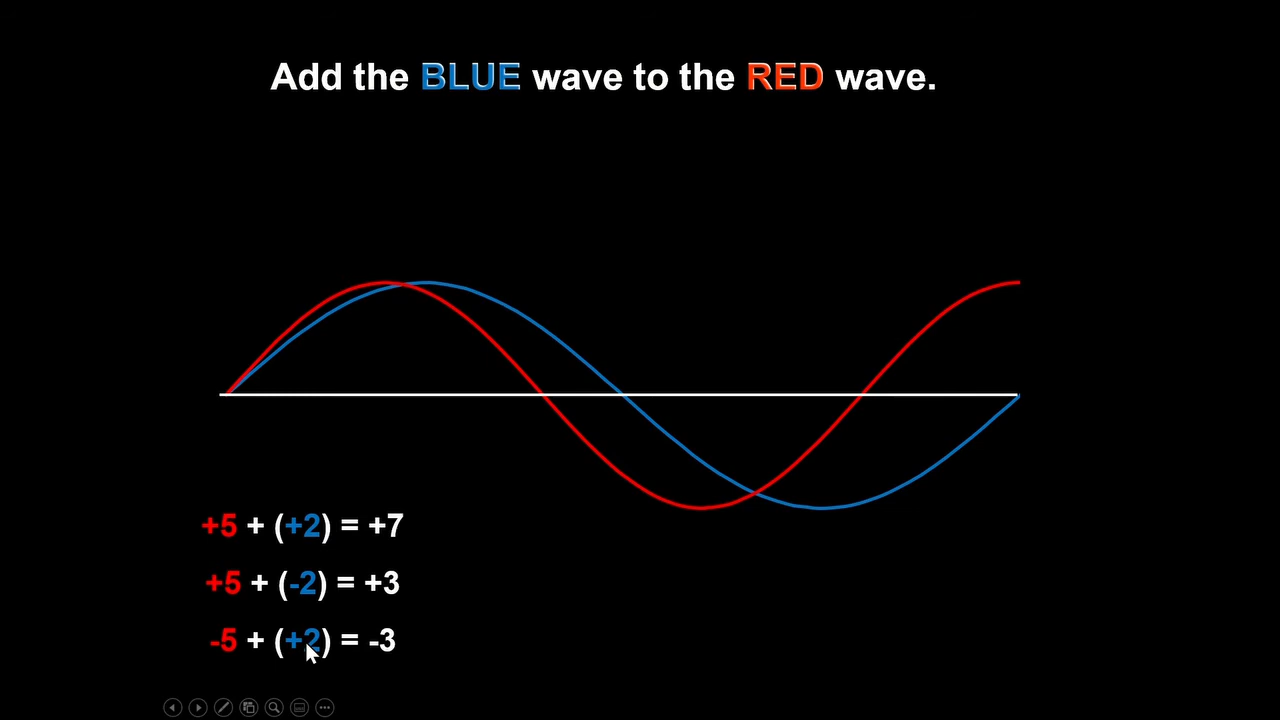 Add the BLUE wave to the RED wave.
+5 + (+2) = +7
+5 + (-2) = +3
-5 + (+2) = -3